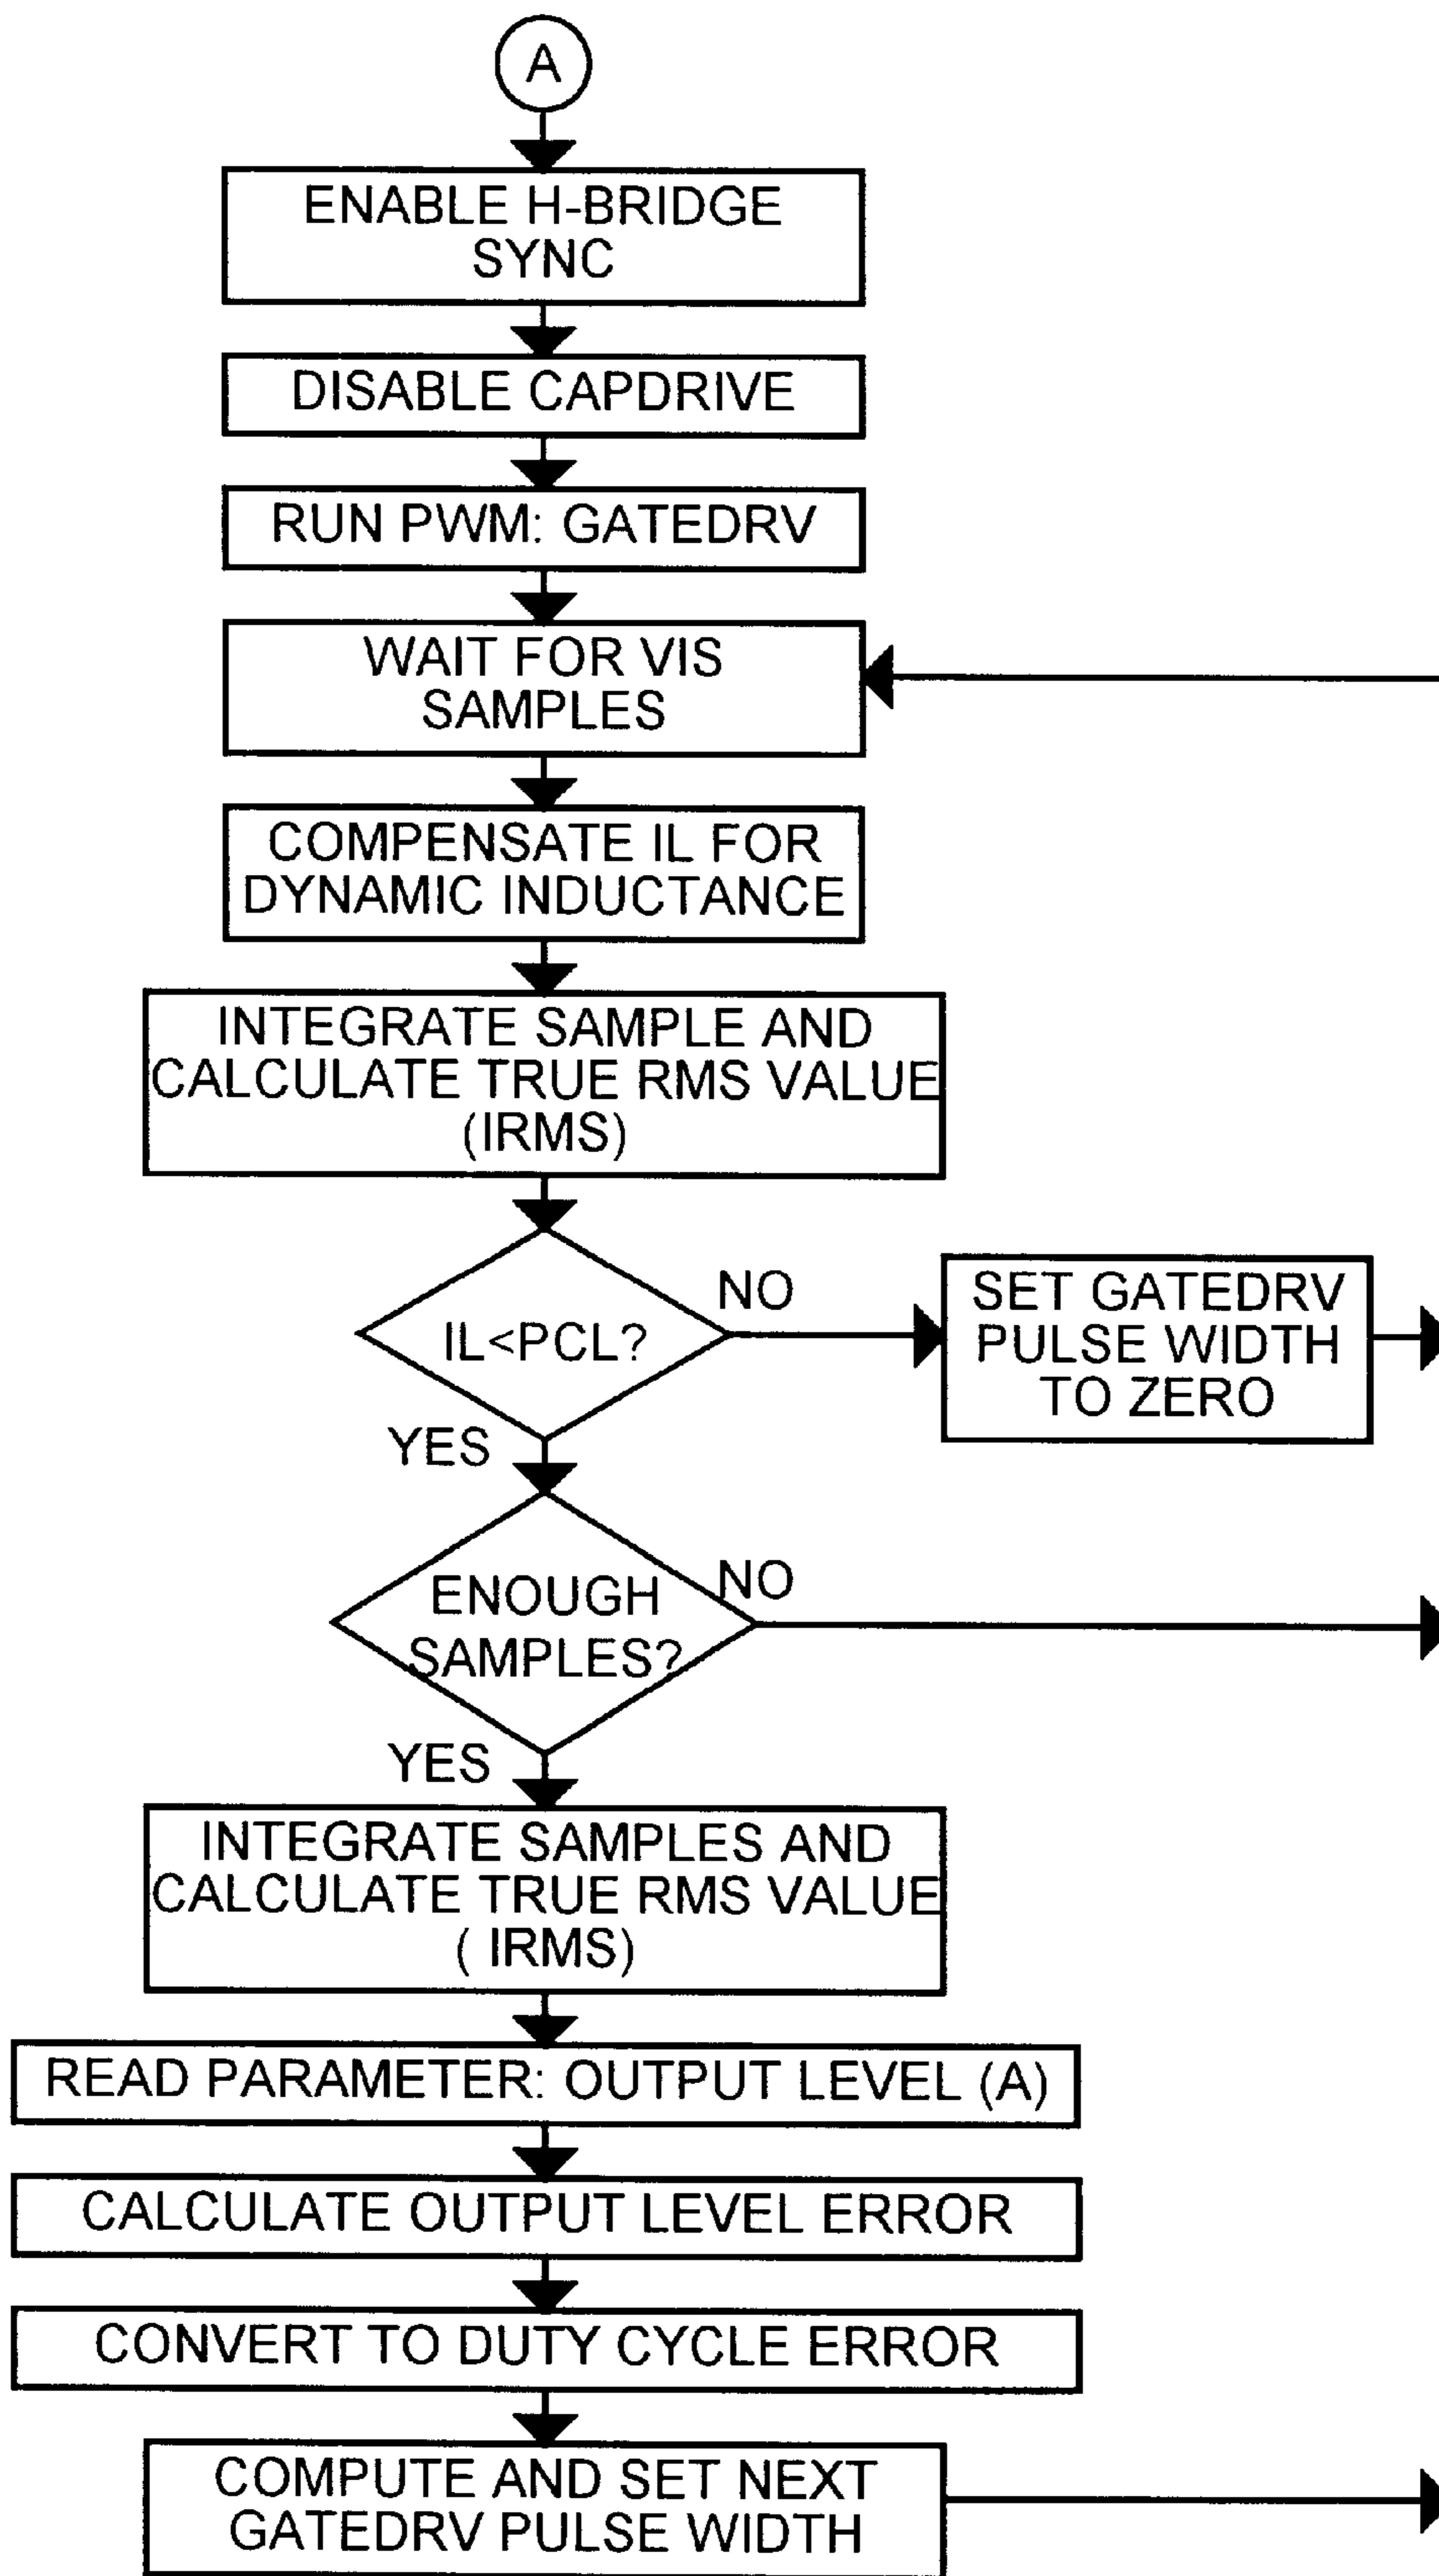 A
ENABLE H-BRIDGE
SYNC
DISABLE CAPDRIVE
RUN PWM: GATEDRV
WAIT FOR VIS
SAMPLES
COMPENSATE IL FOR
DYNAMIC INDUCTANCE
INTEGRATE SAMPLE AND
CALCULATE TRUE RMS VALUE
(IRMS)
IL<PCL?
NO
SET GATEDRV
PULSE WIDTH
TO ZERO
YES
ENOUGH
SAMPLES?
NO
YES
INTEGRATE SAMPLES AND
CALCULATE TRUE RMS VALUE
( IRMS)
READ PARAMETER: OUTPUT LEVEL (A)
CALCULATE OUTPUT LEVEL ERROR
CONVERT TO DUTY CYCLE ERROR
COMPUTE AND SET NEXT
GATEDRV PULSE WIDTH